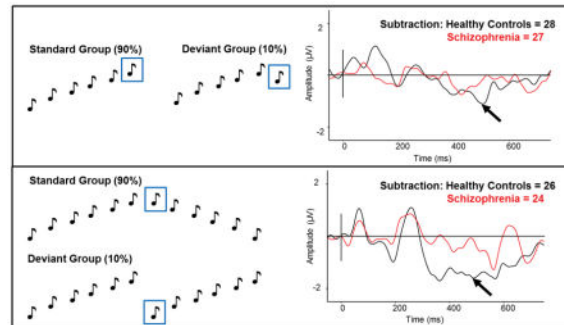 Standard Group (90%)
Deviant Group (10%)
Subtraction: Healthy Controls = 28
Schizophrenia = 27
Amplitude (µV)
2
0
-2
0
200
400
600
Time (ms)
Standard Group (90%)
Deviant Group (10%)
Subtraction: Healthy Controls = 26
Schizophrenia = 24
Amplitude (µV)
2
0
-2
0
200
400
600
Time (ms)